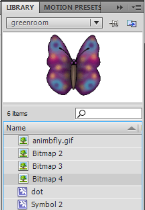 LIBRARY MOTION PRESETS
greenroom
6 items
Name
animbfly.gif
Bitmap 2
Bitmap 3
Bitmap 4
dot
Symbol 2